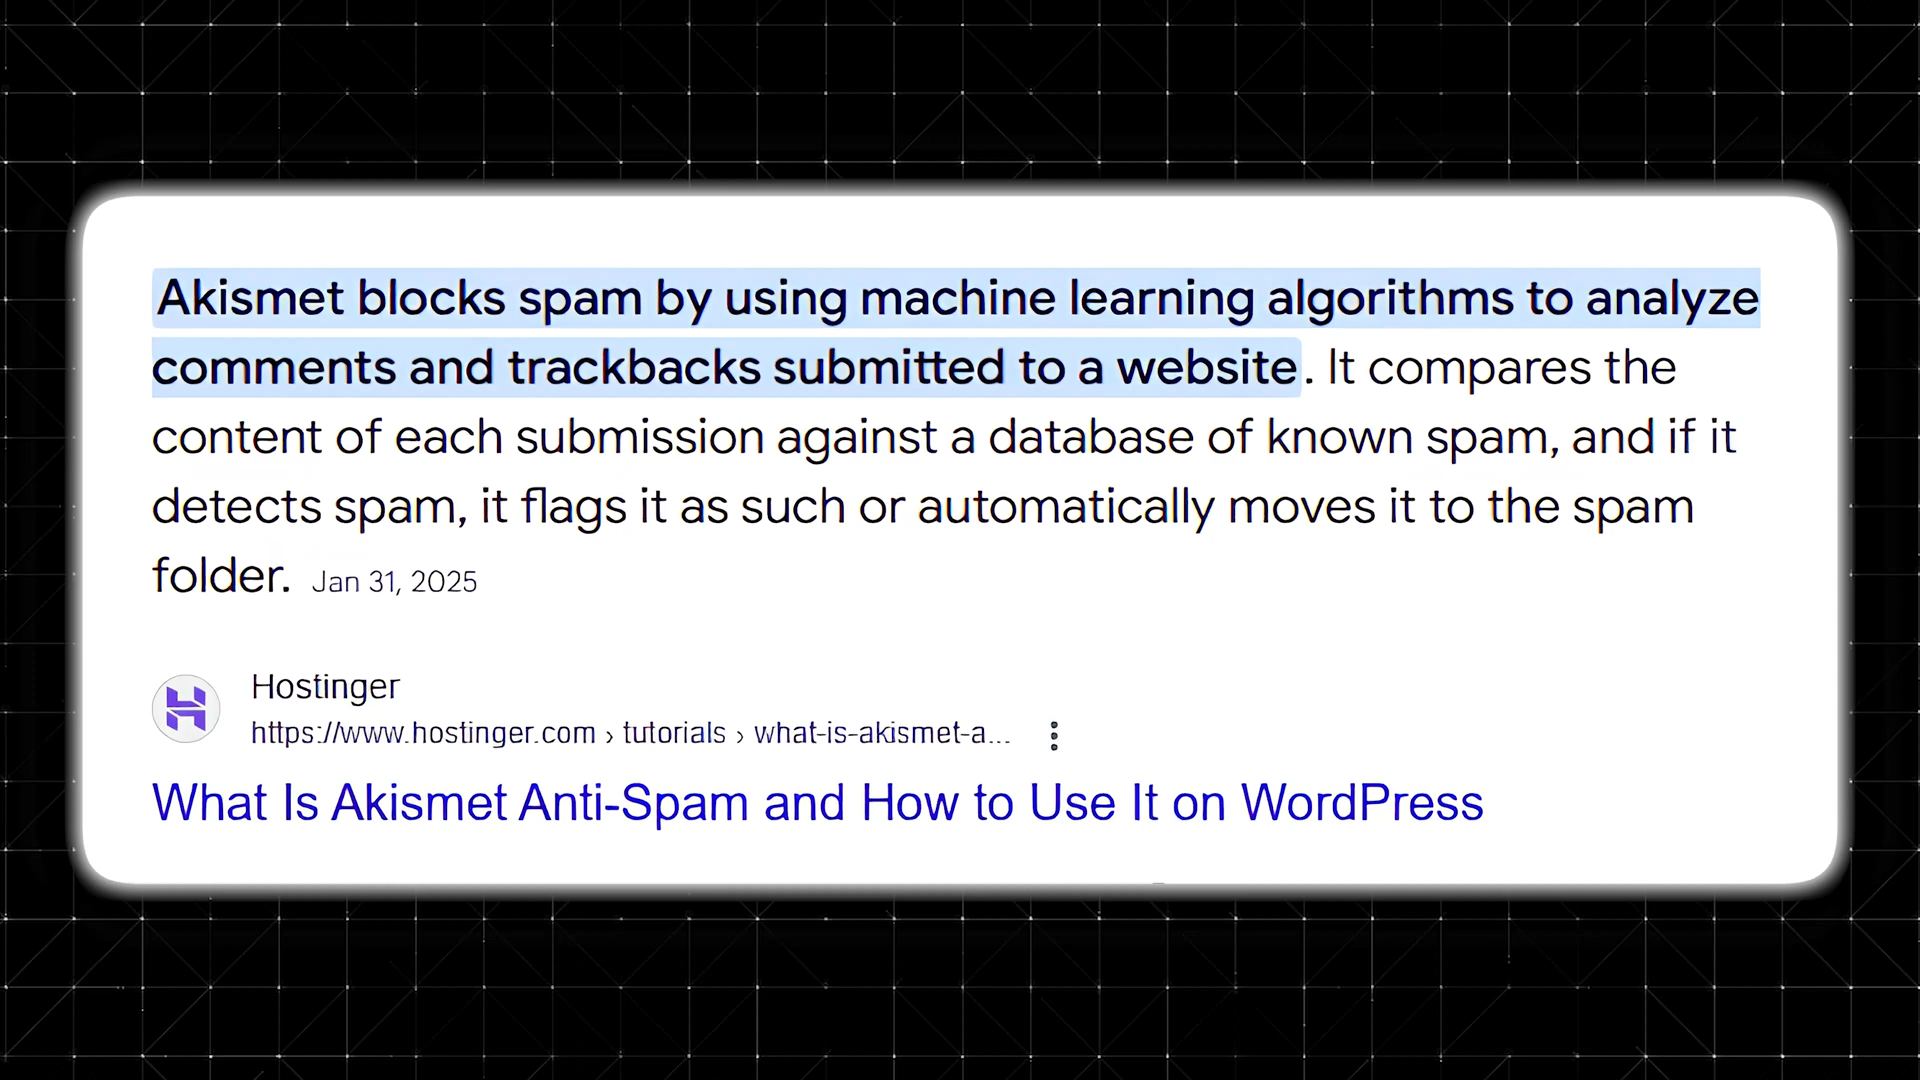 Akismet blocks spam by using machine learning algorithms to analyze
comments and trackbacks submitted to a website. It compares the
content of each submission against a database of known spam, and if it
detects spam, it flags it as such or automatically moves it to the spam
folder. Jan 31, 2025
Hostinger
https://www.hostinger.com › tutorials › what-is-akismet-a...
What Is Akismet Anti-Spam and How to Use It on WordPress